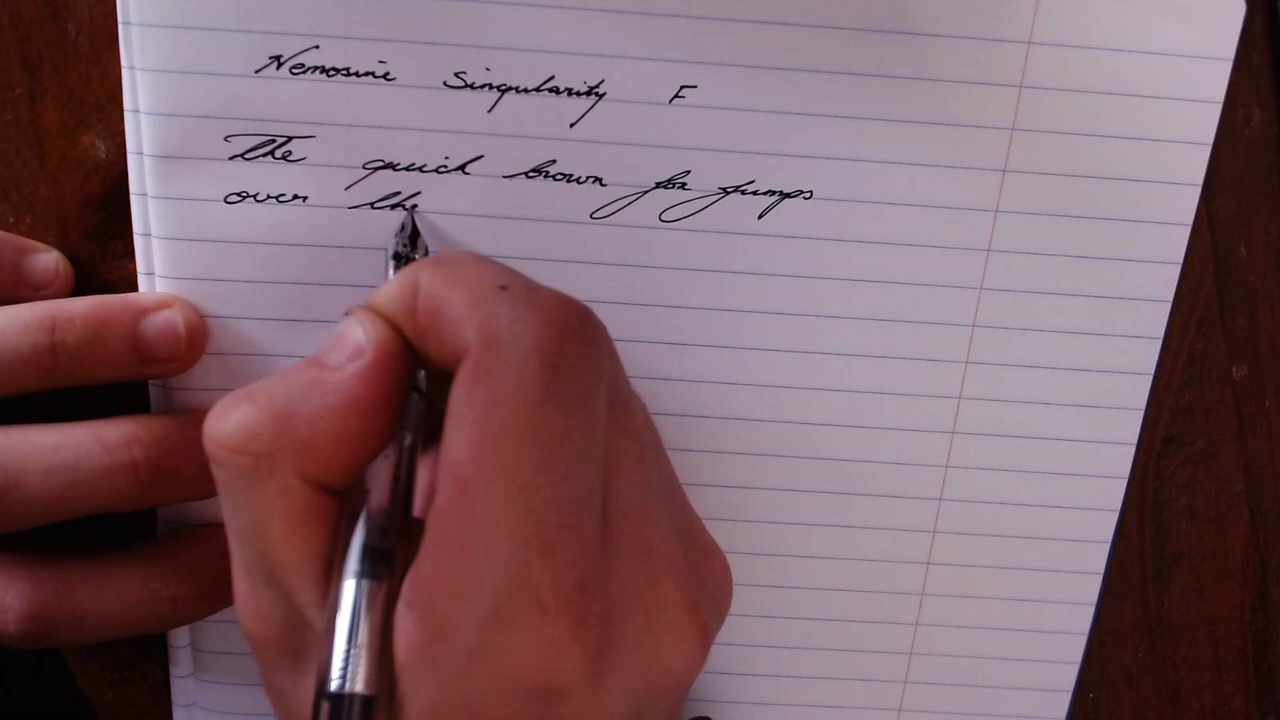 Nemosine Singularity F
The quick brown fox jumps
over the